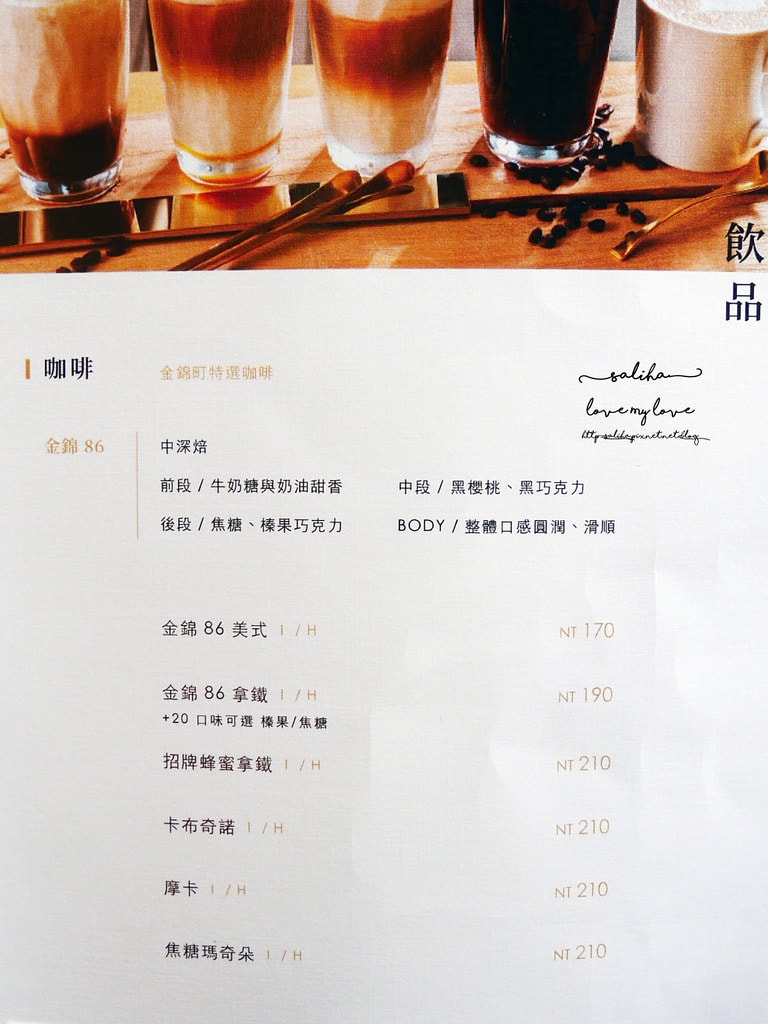 飲品
咖啡
金錦町特選咖啡
saliha
love my love
金錦 86
中深焙
前段 / 牛奶糖與奶油甜香
中段 / 黑櫻桃、黑巧克力
後段 / 焦糖、榛果巧克力
BODY / 整體口感圓潤、滑順
金錦 86 美式 I / H NT 170
金錦 86 拿鐵 I / H NT 190
+20 口味可選 榛果/焦糖
招牌蜂蜜拿鐵 I / H NT 210
卡布奇諾 I / H NT 210
摩卡 I / H NT 210
焦糖瑪奇朵 I / H NT 210